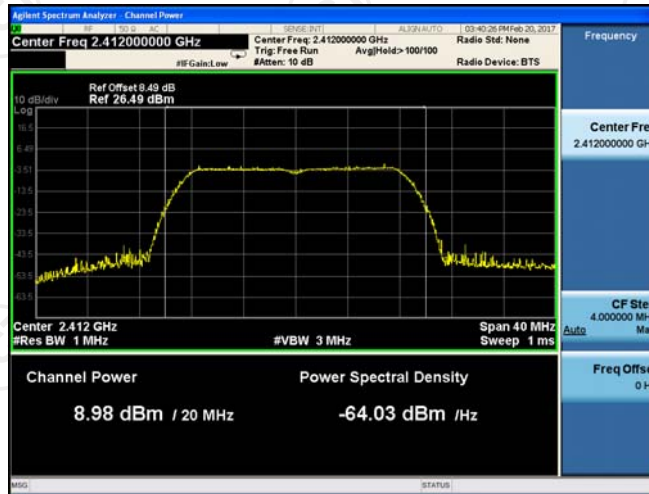 Agilent Spectrum Analyzer - Channel Power
RF 50 Ω AC SENSE:INT ALIGN AUTO 03:40:26 PM Feb 20, 2017
Center Freq 2.412000000 GHz
Center Freq: 2.412000000 GHz
Radio Std: None
Trig: Free Run Avg|Hold:> 100/100
#IFGain:Low #Atten: 10 dB Radio Device: BTS
Ref Offset 8.49 dB
10 dB/div Ref 26.49 dBm
Log
16.5
6.49
-3.51
-13.5
-23.5
-33.5
-43.5
-53.5
-63.5
Center 2.412 GHz Span 40 MHz
#Res BW 1 MHz #VBW 3 MHz Sweep 1 ms
Channel Power Power Spectral Density
8.98 dBm / 20 MHz -64.03 dBm /Hz
MSG STATUS
Frequency
Center Fre
2.412000000 GH
CF Ste
4.000000 MH
Auto Ma
Freq Offse
0 H